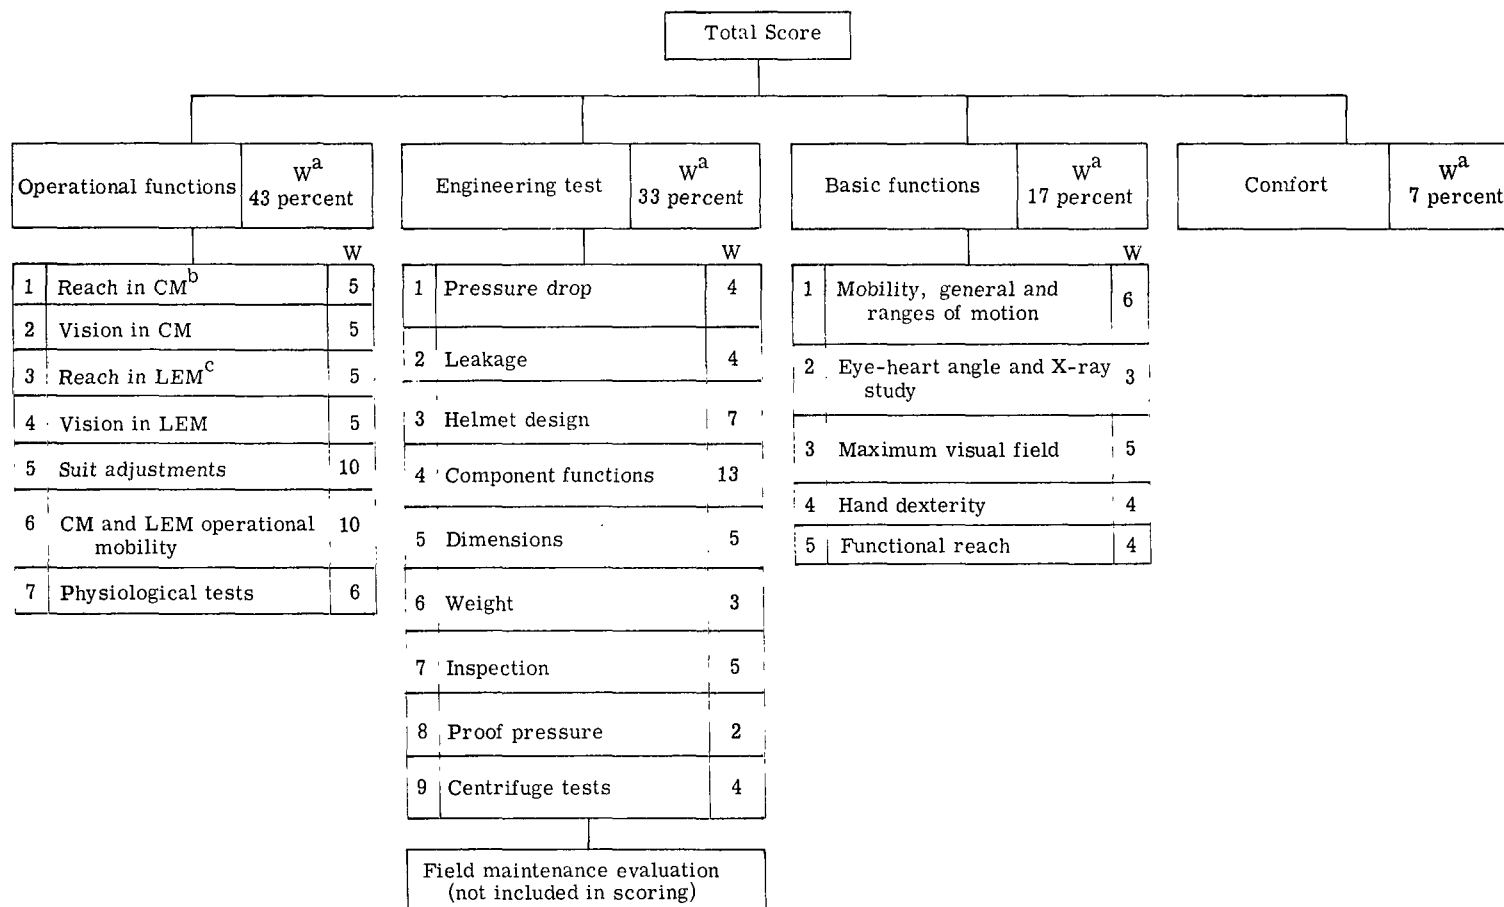 Total Score
Operational functions
Wa
43 percent
Engineering test
Wa
33 percent
Basic functions
Wa
17 percent
Comfort
Wa
7 percent
W
1 Reach in CMb 5
2 Vision in CM 5
3 Reach in LEMc 5
4 Vision in LEM 5
5 Suit adjustments 10
6 CM and LEM operational 10
mobility
7 Physiological tests 6
W
1 Pressure drop 4
2 Leakage 4
3 Helmet design 7
4 Component functions 13
5 Dimensions 5
6 Weight 3
7 Inspection 5
8 Proof pressure 2
9 Centrifuge tests 4
Field maintenance evaluation
(not included in scoring)
W
1 Mobility, general and 6
ranges of motion
2 Eye-heart angle and X-ray 3
study
3 Maximum visual field 5
4 Hand dexterity 4
5 Functional reach 4